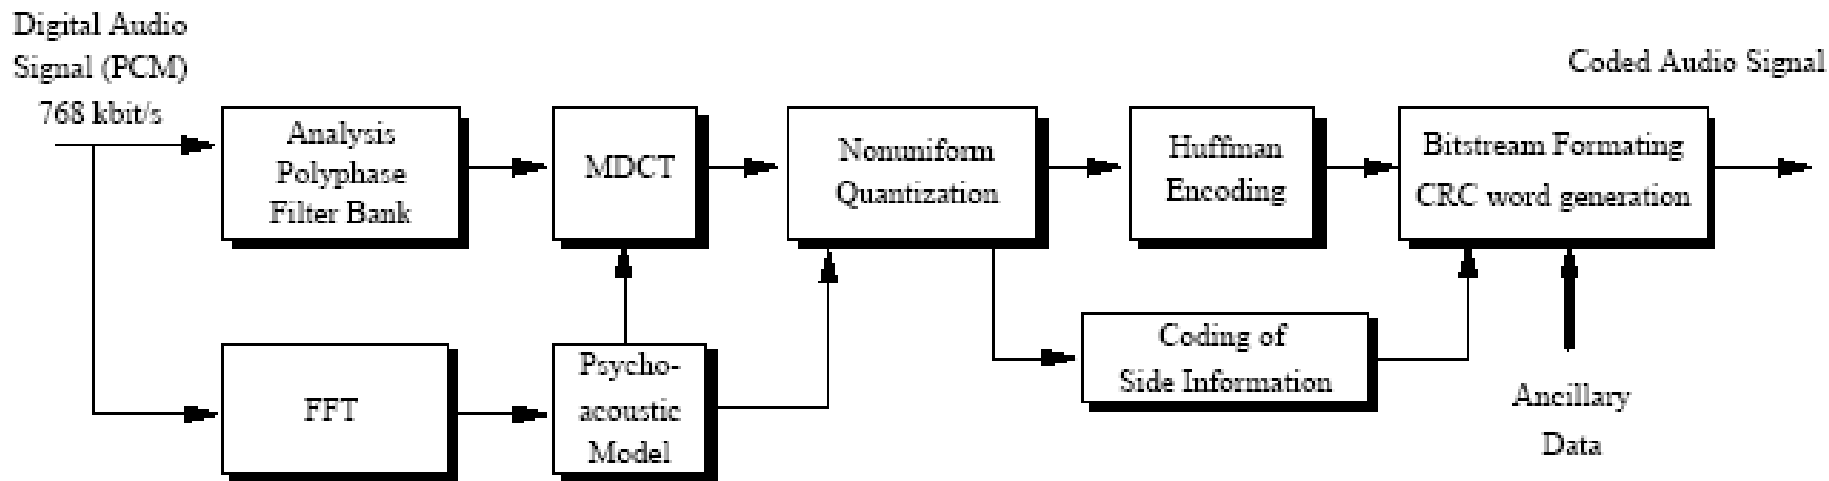 Digital Audio
Signal (PCM)
768 kbit/s
Coded Audio Signal
Analysis
Polyphase
Filter Bank
MDCT
Nonuniform
Quantization
Huffman
Encoding
Bitstream Formating
CRC word generation
FFT
Psycho-
acoustic
Model
Coding of
Side Information
Ancillary
Data